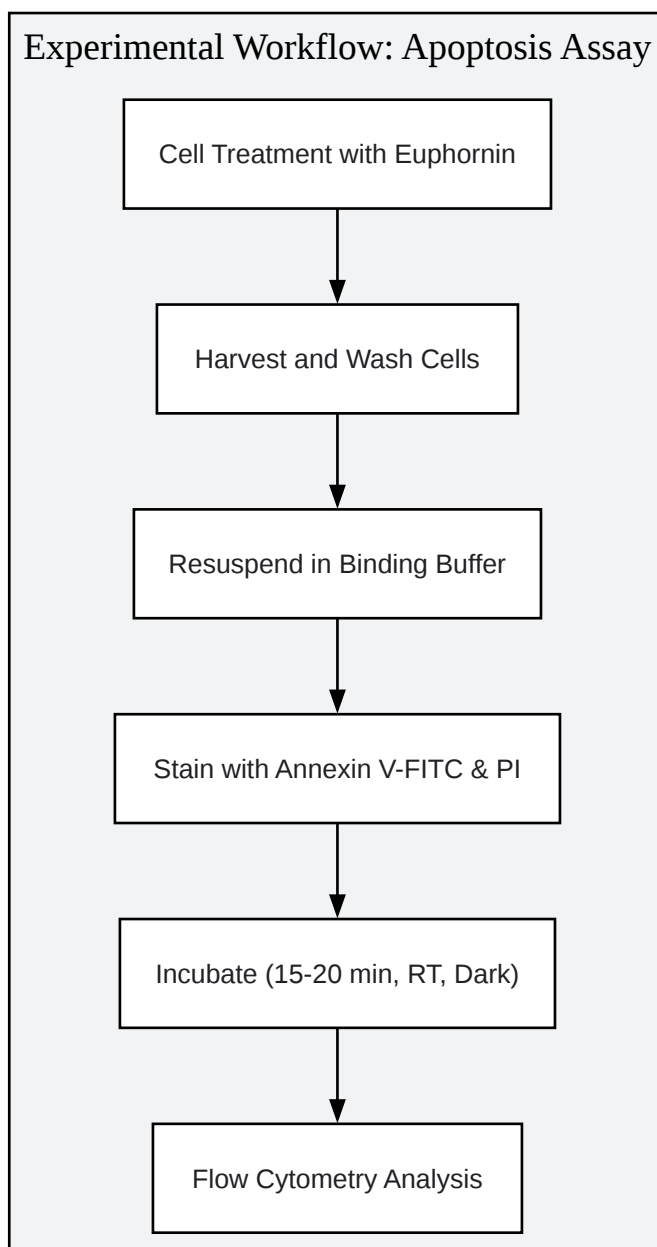 Experimental Workflow: Apoptosis Assay
Cell Treatment with Euphornin
Harvest and Wash Cells
Resuspend in Binding Buffer
Stain with Annexin V-FITC & PI
Incubate (15-20 min, RT, Dark)
Flow Cytometry Analysis